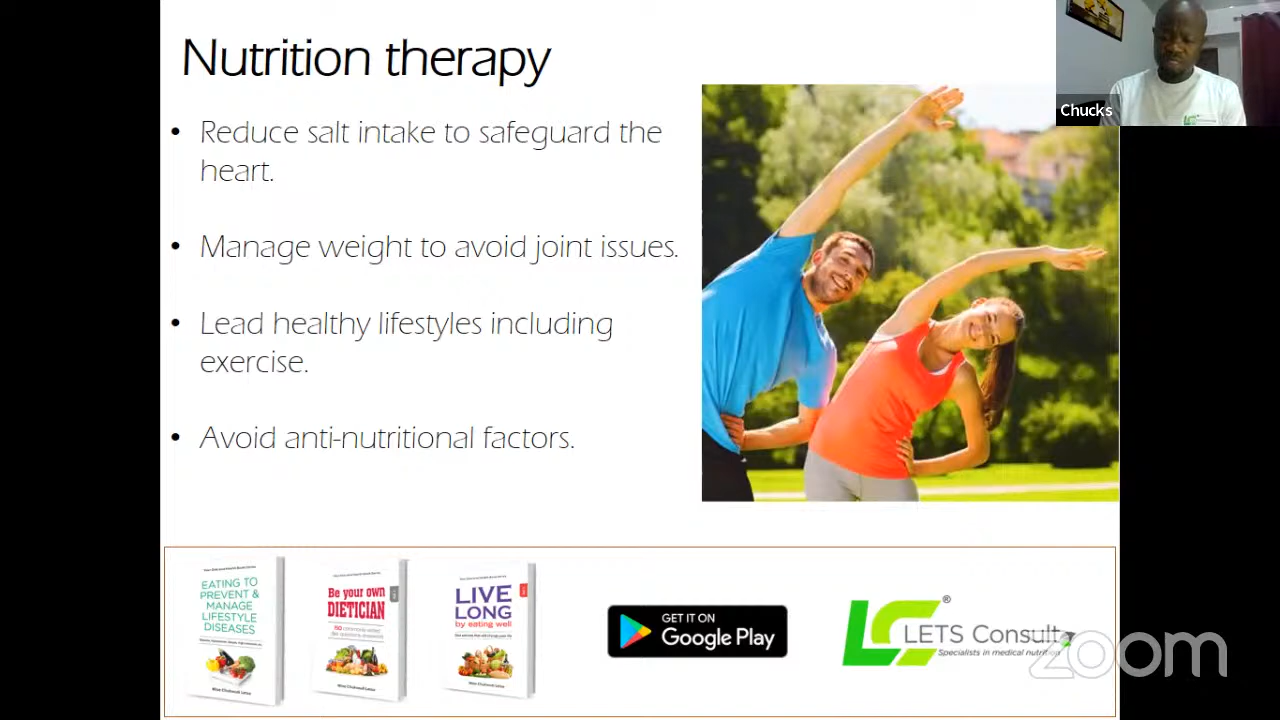 Nutrition therapy
Chucks
• Reduce salt intake to safeguard the
heart.
• Manage weight to avoid joint issues.
• Lead healthy lifestyles including
exercise.
• Avoid anti-nutritional factors.
EATING TO
PREVENT &
MANAGE
LIFESTYLE
DISEASES
Be your own
DIETICIAN
LIVE
LONG
by eating well
GET IT ON
Google Play
LC®
LETS Consult
Specialists in medical nutrition
zoom